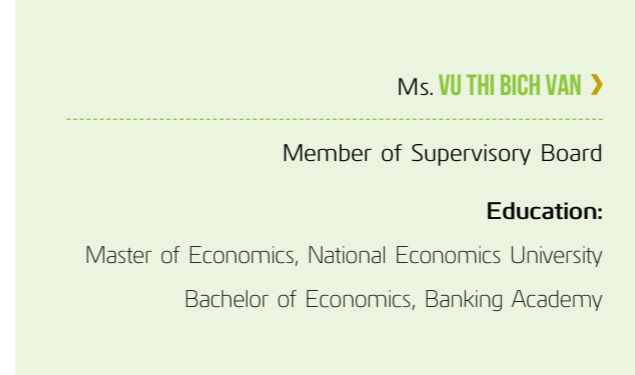 Ms. VU THI BICH VAN
Member of Supervisory Board
Education:
Master of Economics, National Economics University
Bachelor of Economics, Banking Academy